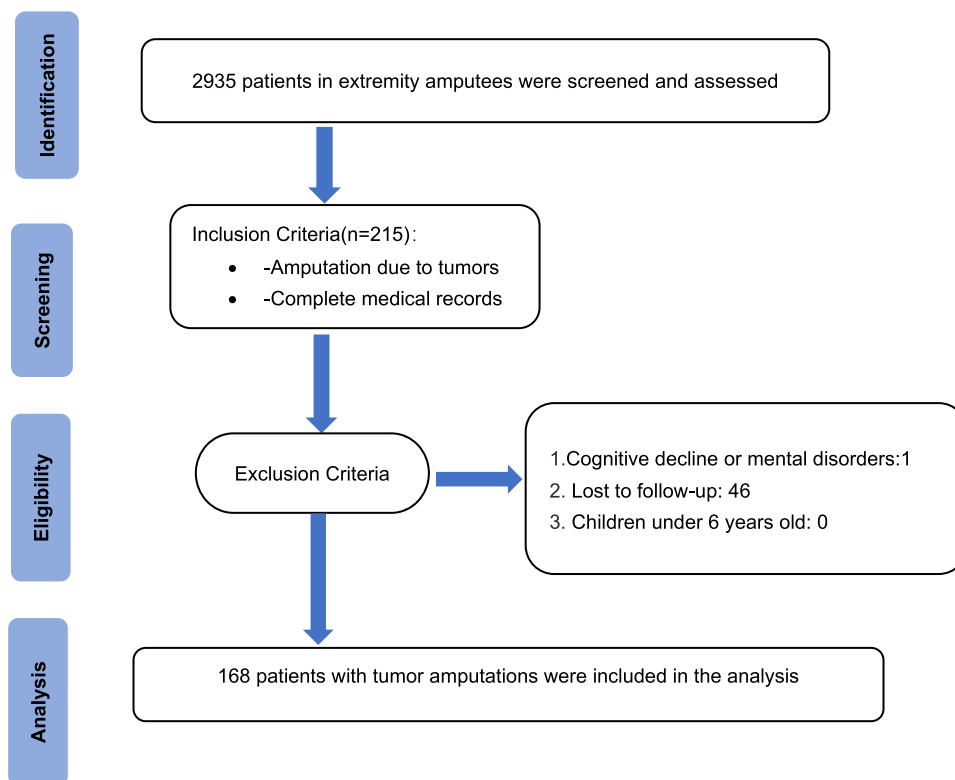 Identification
2935 patients in extremity amputees were screened and assessed
Screening
Inclusion Criteria(n=215):
• -Amputation due to tumors
• -Complete medical records
Eligibility
Exclusion Criteria
1.Cognitive decline or mental disorders:1
2. Lost to follow-up: 46
3. Children under 6 years old: 0
Analysis
168 patients with tumor amputations were included in the analysis